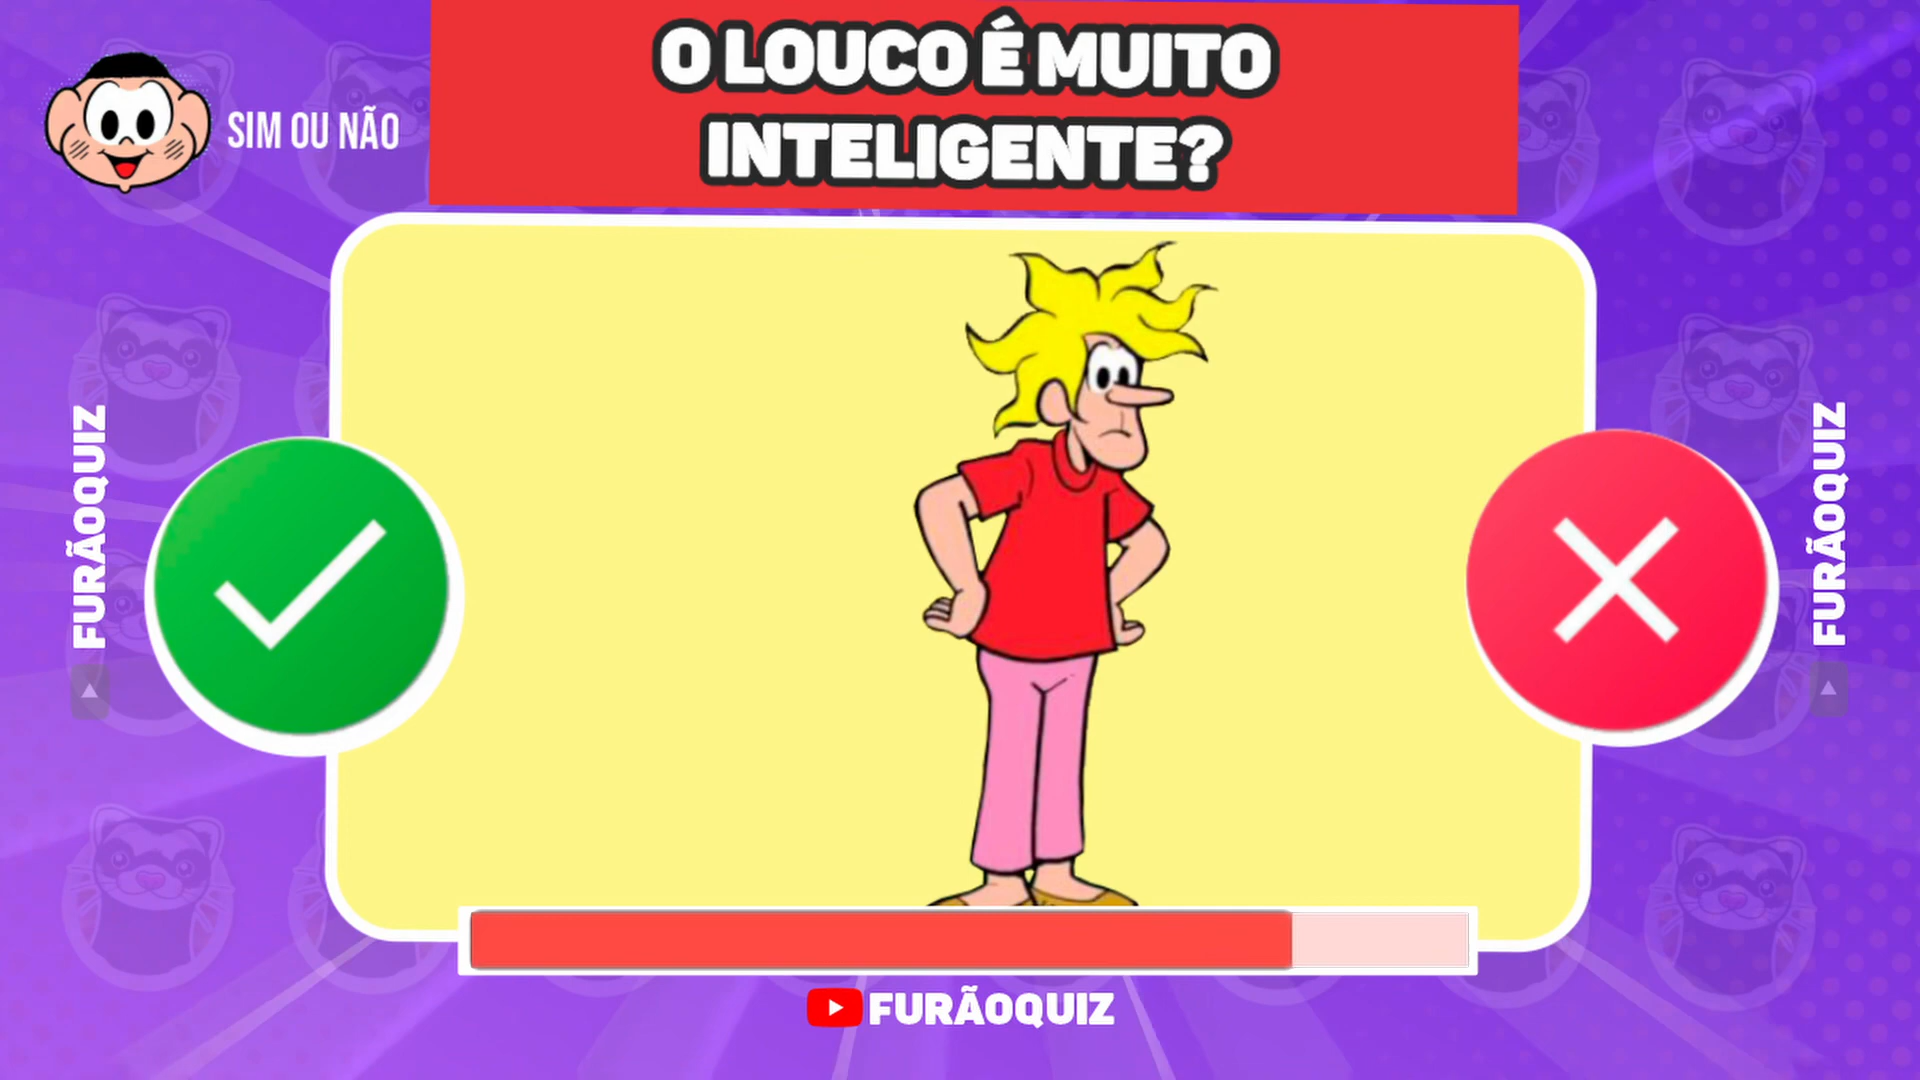 O LOUCO É MUITO
INTELIGENTE?
SIM OU NÃO
FURÃOQUIZ
FURÃOQUIZ
FURÃOQUIZ